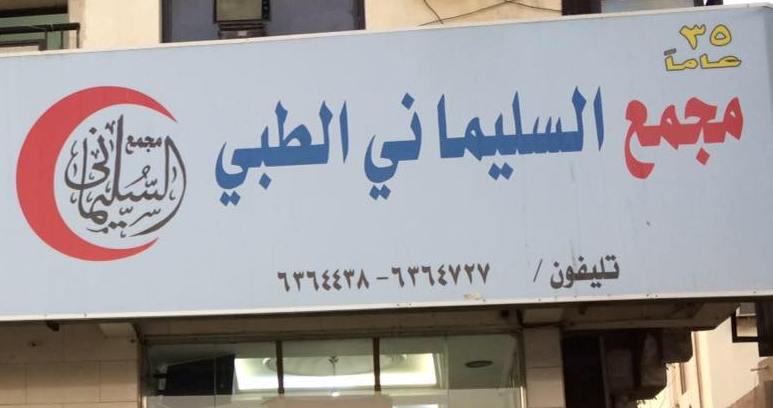 ٣٥
عاماً
مجمع السليماني الطبي
مجمع
السليماني
تليفون / ٦٣٦٤٧٢٧ - ٦٣٦٤٤٣٨